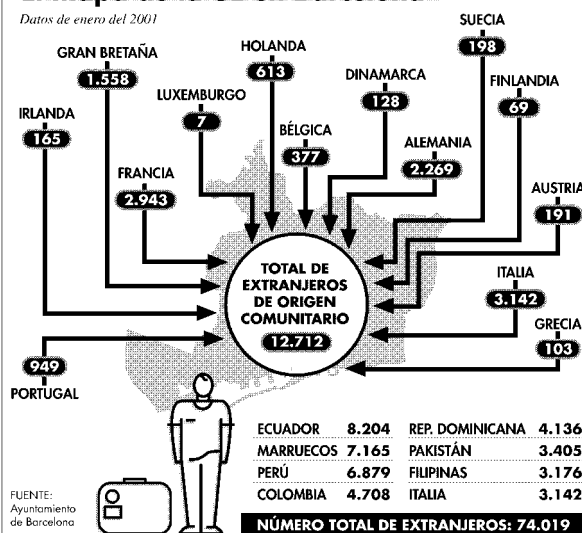 Datos de enero del 2001
SUECIA
198
GRAN BRETAÑA
1.558
HOLANDA
613
DINAMARCA
128
FINLANDIA
69
LUXEMBURGO
7
IRLANDA
165
BÉLGICA
377
ALEMANIA
2.269
FRANCIA
2.943
AUSTRIA
191
TOTAL DE
EXTRANJEROS
DE ORIGEN
COMUNITARIO
12.712
ITALIA
3.142
GRECIA
103
949
PORTUGAL
ECUADOR 8.204 REP. DOMINICANA 4.136
MARRUECOS 7.165 PAKISTÁN 3.405
PERÚ 6.879 FILIPINAS 3.176
COLOMBIA 4.708 ITALIA 3.142
FUENTE:
Ayuntamiento
de Barcelona
NÚMERO TOTAL DE EXTRANJEROS: 74.019